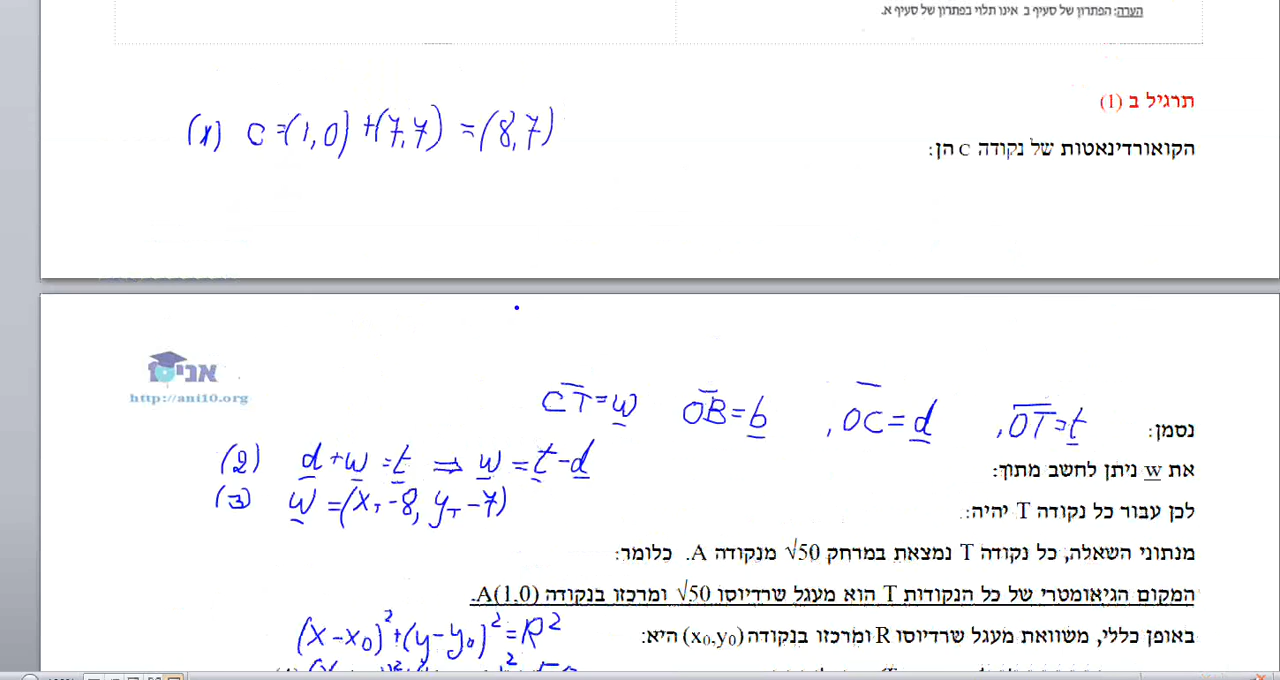 הערה: הפתרון של סעיף ב אינו תלוי בפתרון של סעיף א.
תרגיל ב (1)
(1) C=(1,0)+(7,7)=(8,7)
הקואורדינאטות של נקודה C הן:
אני10
http://ani10.org
נסמן: OT=t, OC=d, OB=b CT=w
את w ניתן לחשב מתוך: (2) d+w=t ⇒ w=t-d
לכן עבור כל נקודה T יהיה: (3) w=(x_T-8, y_T-7)
מנתוני השאלה, כל נקודה T נמצאת במרחק √50 מנקודה A. כלומר:
המקום הגיאומטרי של כל הנקודות T הוא מעגל שרדיוסו √50 ומרכזו בנקודה A(1,0).
באופן כללי, משוואת מעגל שרדיוסו R ומרכזו בנקודה (x₀,y₀) היא: (x-x₀)²+(y-y₀)²=R²